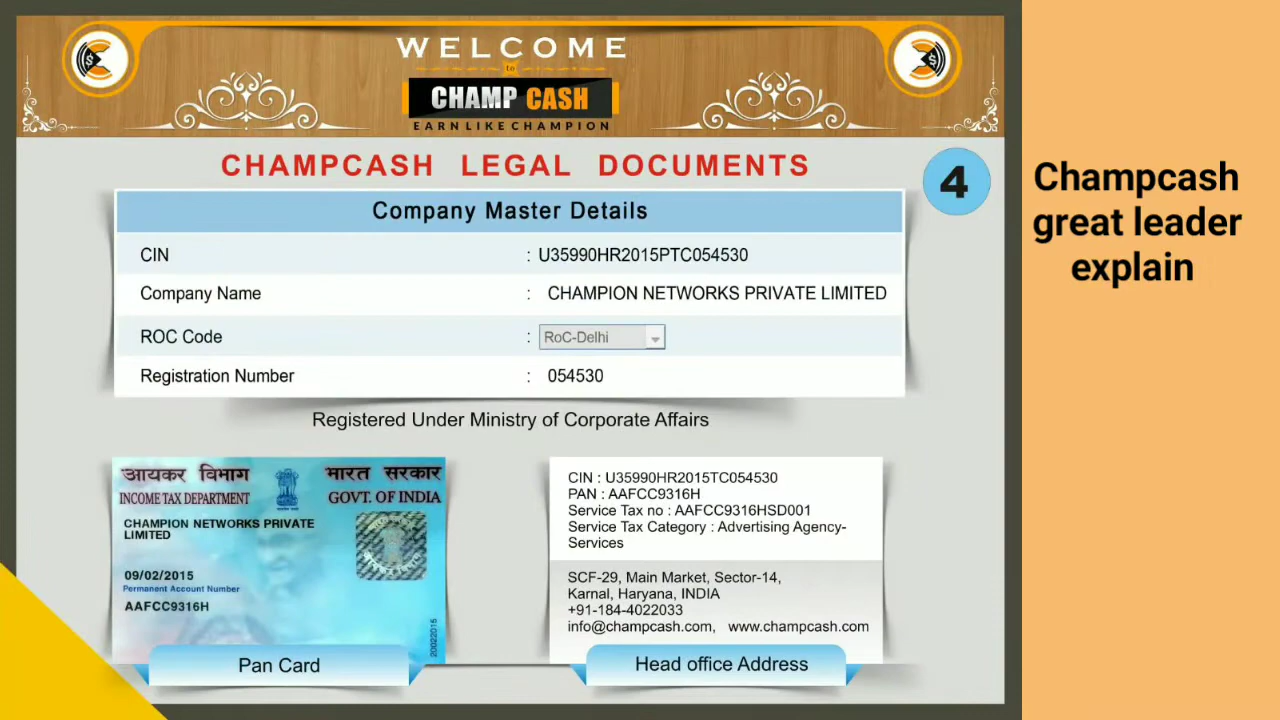 WELCOME
to
CHAMP CASH
EARN LIKE CHAMPION
CHAMPCASH LEGAL DOCUMENTS
4
Champcash
great leader
explain
Company Master Details
CIN : U35990HR2015PTC054530
Company Name : CHAMPION NETWORKS PRIVATE LIMITED
ROC Code : RoC-Delhi
Registration Number : 054530
Registered Under Ministry of Corporate Affairs
आयकर विभाग भारत सरकार
INCOME TAX DEPARTMENT GOVT. OF INDIA
CHAMPION NETWORKS PRIVATE
LIMITED
09/02/2015
Permanent Account Number
AAFCC9316H
20022015
Pan Card
CIN : U35990HR2015TC054530
PAN : AAFCC9316H
Service Tax no : AAFCC9316HSD001
Service Tax Category : Advertising Agency-
Services
SCF-29, Main Market, Sector-14,
Karnal, Haryana, INDIA
+91-184-4022033
info@champcash.com, www.champcash.com
Head office Address